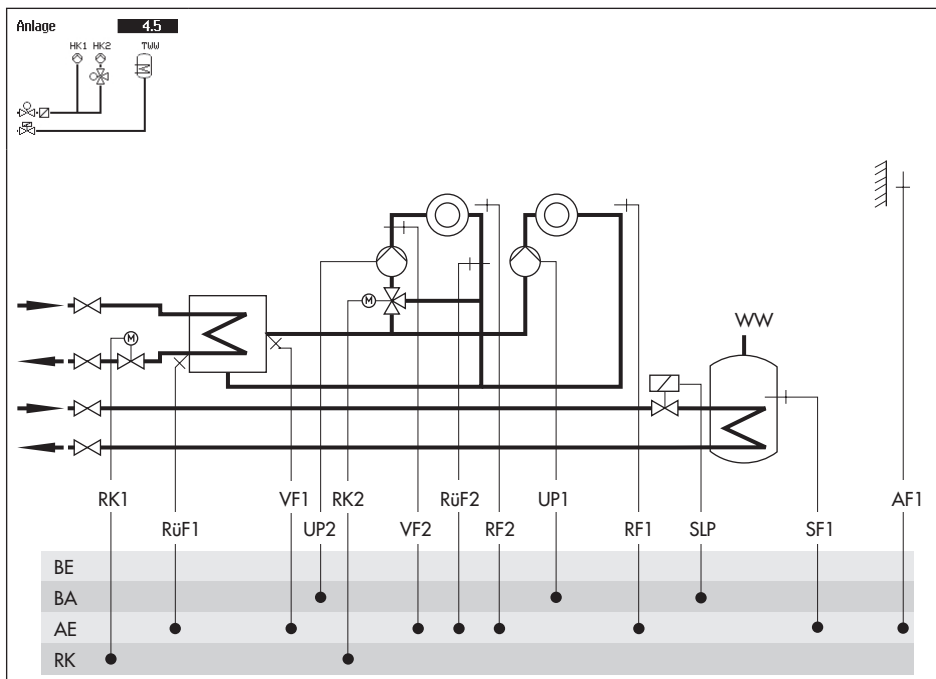 Anlage 4.5
HK1 HK2 TWW
M
M
WW
RK1 VF1 RK2 RüF2 UP1 AF1
RüF1 UP2 VF2 RF2 RF1 SLP SF1
BE
BA
AE
RK